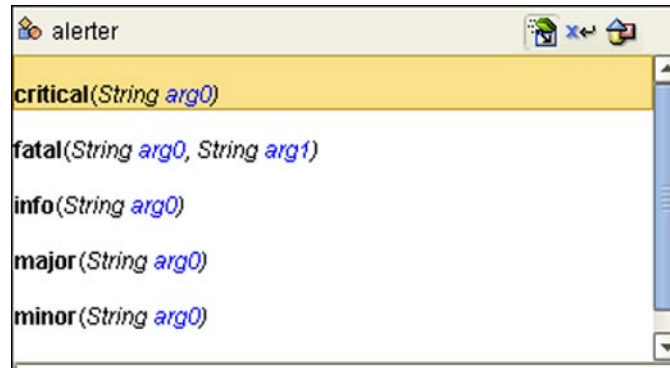 alerter
critical(String arg0)
fatal(String arg0, String arg1)
info(String arg0)
major(String arg0)
minor(String arg0)